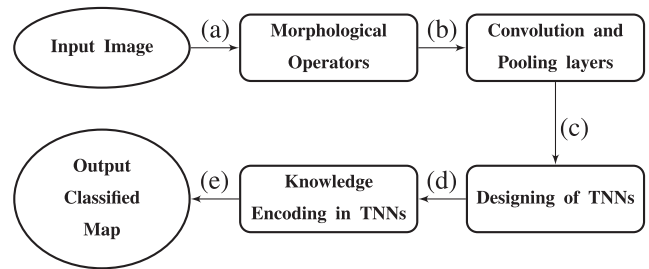 Input Image
(a)
Morphological
Operators
(b)
Convolution and
Pooling layers
(c)
Designing of TNNs
(d)
Knowledge
Encoding in TNNs
(e)
Output
Classified
Map